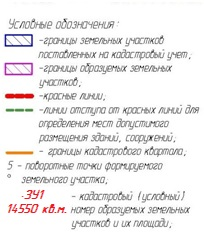 Условные обозначения:
-границы земельных участков
поставленных на кадастровый учет;
-границы образуемых земельных
участков;
-красные линии;
-линии отступа от красных линий для
определения мест допустимого
размещения зданий, сооружений;
- границы кадастрового квартала;
5 - поворотные точки формируемого
земельного участка;
:ЗУ1 - кадастровый (условный)
14550 кв.м. номер образуемых земельных
участков и их площади;